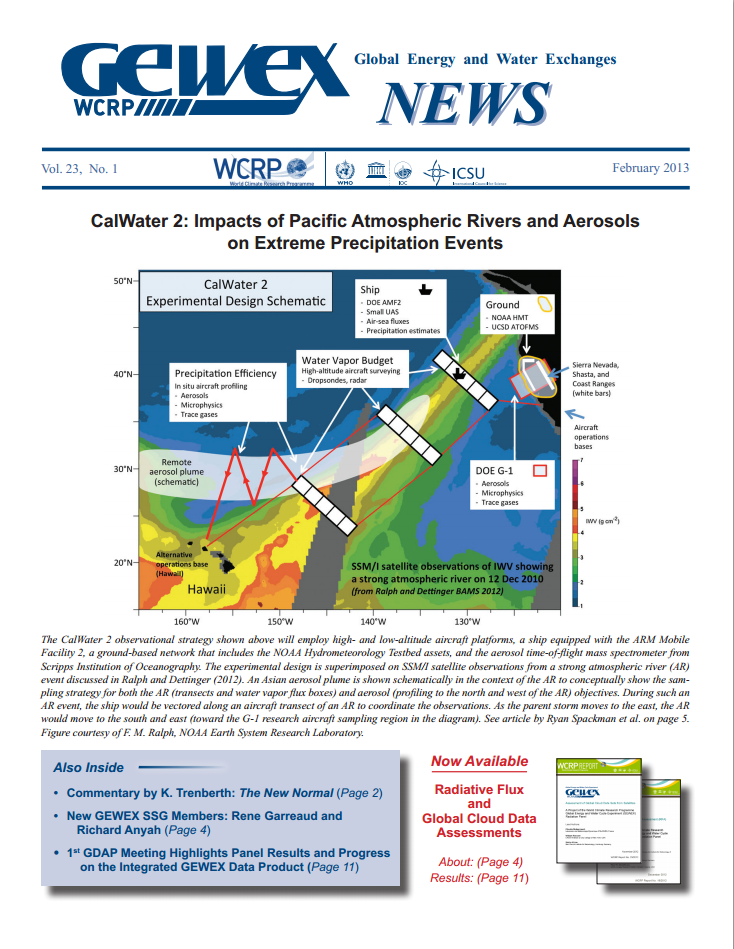 GEWEX
WCRP
Global Energy and Water Exchanges
NEWS
Vol. 23, No. 1
WCRP
World Climate Research Programme
WMO
IOC
ICSU
International Council for Science
February 2013
CalWater 2: Impacts of Pacific Atmospheric Rivers and Aerosols
on Extreme Precipitation Events
CalWater 2
Experimental Design Schematic
Ship
- DOE AMF2
- Small UAS
- Air-sea fluxes
- Precipitation estimates
Ground
- NOAA HMT
- UCSD ATOFMS
Water Vapor Budget
High-altitude aircraft surveying
- Dropsondes, radar
Precipitation Efficiency
In situ aircraft profiling
- Aerosols
- Microphysics
- Trace gases
Sierra Nevada,
Shasta, and
Coast Ranges
(white bars)
Aircraft
operations
bases
Remote
aerosol plume
(schematic)
DOE G-1
- Aerosols
- Microphysics
- Trace gases
Alternative
operations base
(Hawaii)
Hawaii
SSM/I satellite observations of IWV showing
a strong atmospheric river on 12 Dec 2010
(from Ralph and Dettinger BAMS 2012)
50°N
40°N
30°N
20°N
160°W
150°W
140°W
130°W
7
6
5
4
3
2
1
IWV (g cm⁻²)
The CalWater 2 observational strategy shown above will employ high- and low-altitude aircraft platforms, a ship equipped with the ARM Mobile
Facility 2, a ground-based network that includes the NOAA Hydrometeorology Testbed assets, and the aerosol time-of-flight mass spectrometer from
Scripps Institution of Oceanography. The experimental design is superimposed on SSM/I satellite observations from a strong atmospheric river (AR)
event discussed in Ralph and Dettinger (2012). An Asian aerosol plume is shown schematically in the context of the AR to conceptually show the sam-
pling strategy for both the AR (transects and water vapor flux boxes) and aerosol (profiling to the north and west of the AR) objectives. During such an
AR event, the ship would be vectored along an aircraft transect of an AR to coordinate the observations. As the parent storm moves to the east, the AR
would move to the south and east (toward the G-1 research aircraft sampling region in the diagram). See article by Ryan Spackman et al. on page 5.
Figure courtesy of F. M. Ralph, NOAA Earth System Research Laboratory.
Also Inside
• Commentary by K. Trenberth: The New Normal (Page 2)
• New GEWEX SSG Members: Rene Garreaud and
Richard Anyah (Page 4)
• 1st GDAP Meeting Highlights Panel Results and Progress
on the Integrated GEWEX Data Product (Page 11)
Now Available
Radiative Flux
and
Global Cloud Data
Assessments
About: (Page 4)
Results: (Page 11)
WCRP REPORT
GEWEX